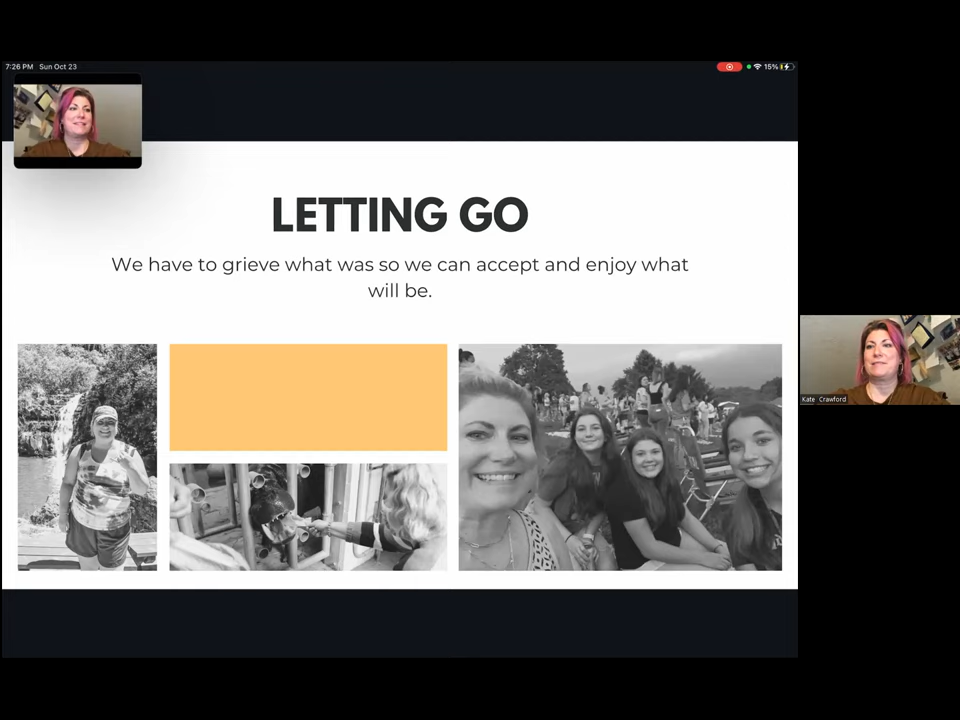 7:26 PM Sun Oct 23
15%
LETTING GO
We have to grieve what was so we can accept and enjoy what
will be.
Kate Crawford